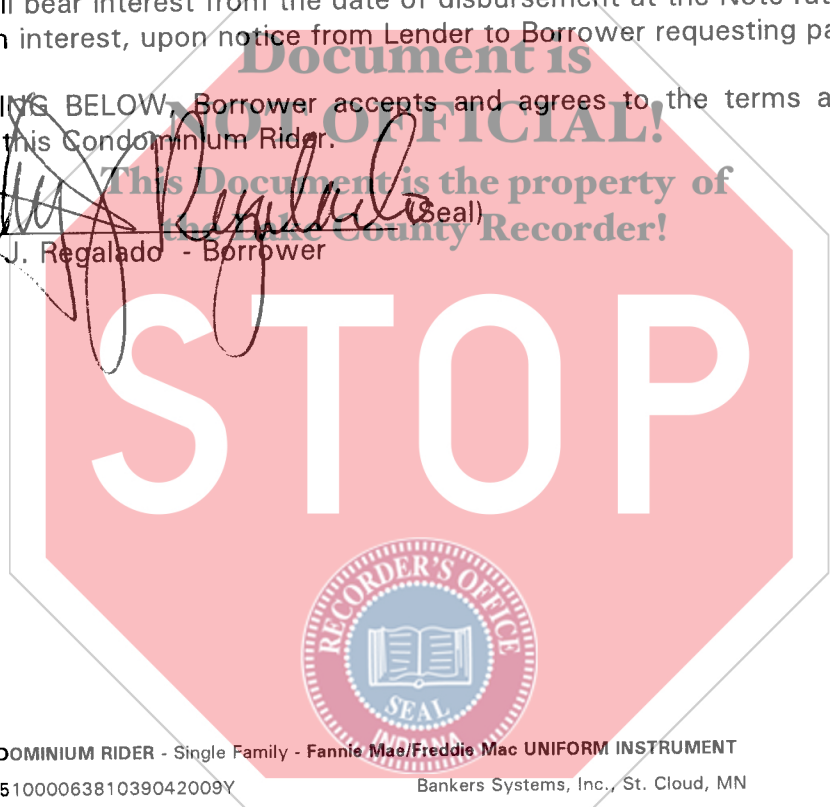 ll bear interest from the date of disbursement at the Note rat
n interest, upon notice from Lender to Borrower requesting pa
Document is
ING BELOW, Borrower accepts and agrees to the terms a
NOT OFFICIAL!
this Condominium Rider.
This Document is the property of
Regalado (Seal)
the Lake County Recorder!
J. Regalado - Borrower
STOP
RECORDER'S OFFICE
SEAL
INDIANA
DOMINIUM RIDER - Single Family - Fannie Mae/Freddie Mac UNIFORM INSTRUMENT
5100006381039042009Y Bankers Systems, Inc., St. Cloud, MN